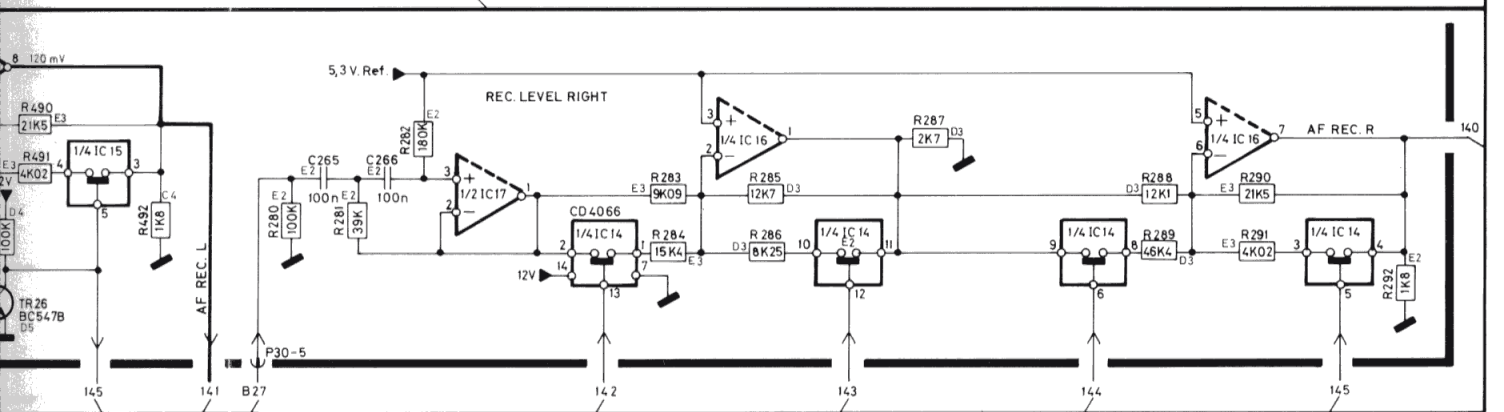 8 120 mV
R490
21K5 E3
E3 R491
4K02
4 1/4 IC 15 3
5
C4
R492
1K8
D4
100K
TR26
BC547B
D5
AF REC. L
5,3 V. Ref.
REC. LEVEL RIGHT
E2
R282
180K
C265
E2
100n
C266
E2
100n
E2
R280
100K
E2
R281
39K
3 +
2 −
1/2 IC17
1
E3 R283
9K09
CD4066
2 1/4 IC 14 1
14 7
12V
13
R284
15K4
E3
3 +
2 −
1/4 IC 16
1
R285
12K7 D3
D3 R286
8K25
10 1/4 IC 14 11
E2
12
R287
2K7 D3
D3 R288
12K1
9 1/4 IC 14 8
6
R289
46K4
D3
5 +
6 −
1/4 IC 16
7
AF REC. R
140
E3 R290
21K5
E3 R291
4K02
3 1/4 IC 14 4
5
E2
R292
1K8
P30-5
145
141
B27
142
143
144
145